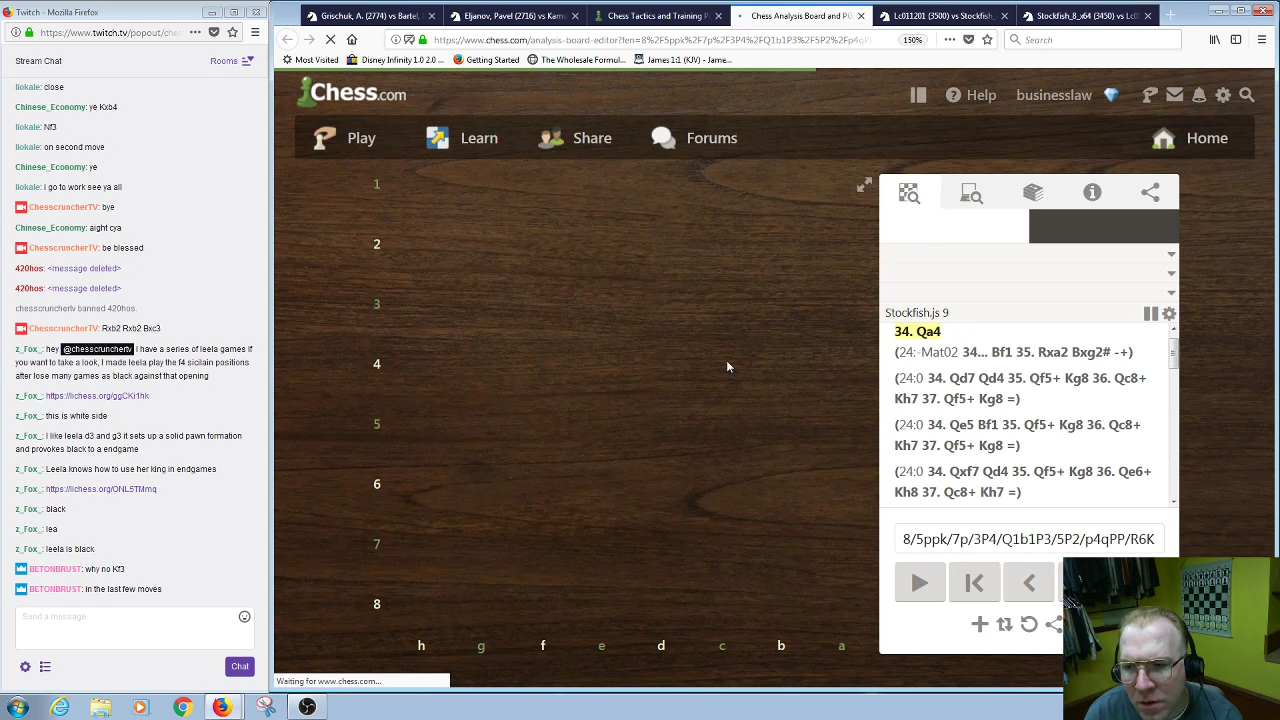 Twitch - Mozilla Firefox
https://www.twitch.tv/popout/ches
Stream Chat
Rooms
liokale: close
Chinese_Economy: ye Kxb4
liokale: Nf3
liokale: on second move
Chinese_Economy: ye
liokale: i go to work see ya all
ChesscruncherTV: bye
Chinese_Economy: aight cya
ChesscruncherTV: be blessed
420hos: <message deleted>
420hos: <message deleted>
chesscrunchertv banned 420hos.
ChesscruncherTV: Rxb2 Rxb2 Bxc3
z_Fox_: hey @chesscrunchertv I have a series of leela games if
you want to take a look, I made leela play the f4 sicilain positions
after lose many games as black against that opening
z_Fox_: https://lichess.org/ggCKi1hk
z_Fox_: this is white side
z_Fox_: I like leela d3 and g3 it sets up a solid pawn formation
and provokes black to a endgame
z_Fox_: Leela knows how to use her king in endgames
z_Fox_: https://lichess.org/ONL5TMmq
z_Fox_: black
z_Fox_: lea
z_Fox_: leela is black
BETONBRUST: why no Kf3
BETONBRUST: in the last few moves
Send a message
Chat
Grischuk, A. (2774) vs Bartel,
Eljanov, Pavel (2716) vs Karns
Chess Tactics and Training P
Chess Analysis Board and PG
Lc011201 (3500) vs Stockfish_
Stockfish_8_x64 (3450) vs Lc0
https://www.chess.com/analysis-board-editor?fen=8%2F5ppk%2F7p%2F3P4%2FQ1b1P3%2F5P2%2Fp4qP
150%
Search
Most Visited
Disney Infinity 1.0 2.0 ...
Getting Started
The Wholesale Formul...
James 1:1 (KJV) - Jame...
Chess.com
Help
businesslaw
Play
Learn
Share
Forums
Home
1
2
3
4
5
6
7
8
h g f e d c b a
Stockfish.js 9
34. Qa4
(24:-Mat02 34... Bf1 35. Rxa2 Bxg2# -+)
(24:0 34. Qd7 Qd4 35. Qf5+ Kg8 36. Qc8+
Kh7 37. Qf5+ Kg8 =)
(24:0 34. Qe5 Bf1 35. Qf5+ Kg8 36. Qc8+
Kh7 37. Qf5+ Kg8 =)
(24:0 34. Qxf7 Qd4 35. Qf5+ Kg8 36. Qe6+
Kh8 37. Qc8+ Kh7 =)
8/5ppk/7p/3P4/Q1b1P3/5P2/p4qPP/R6K
Waiting for www.chess.com...